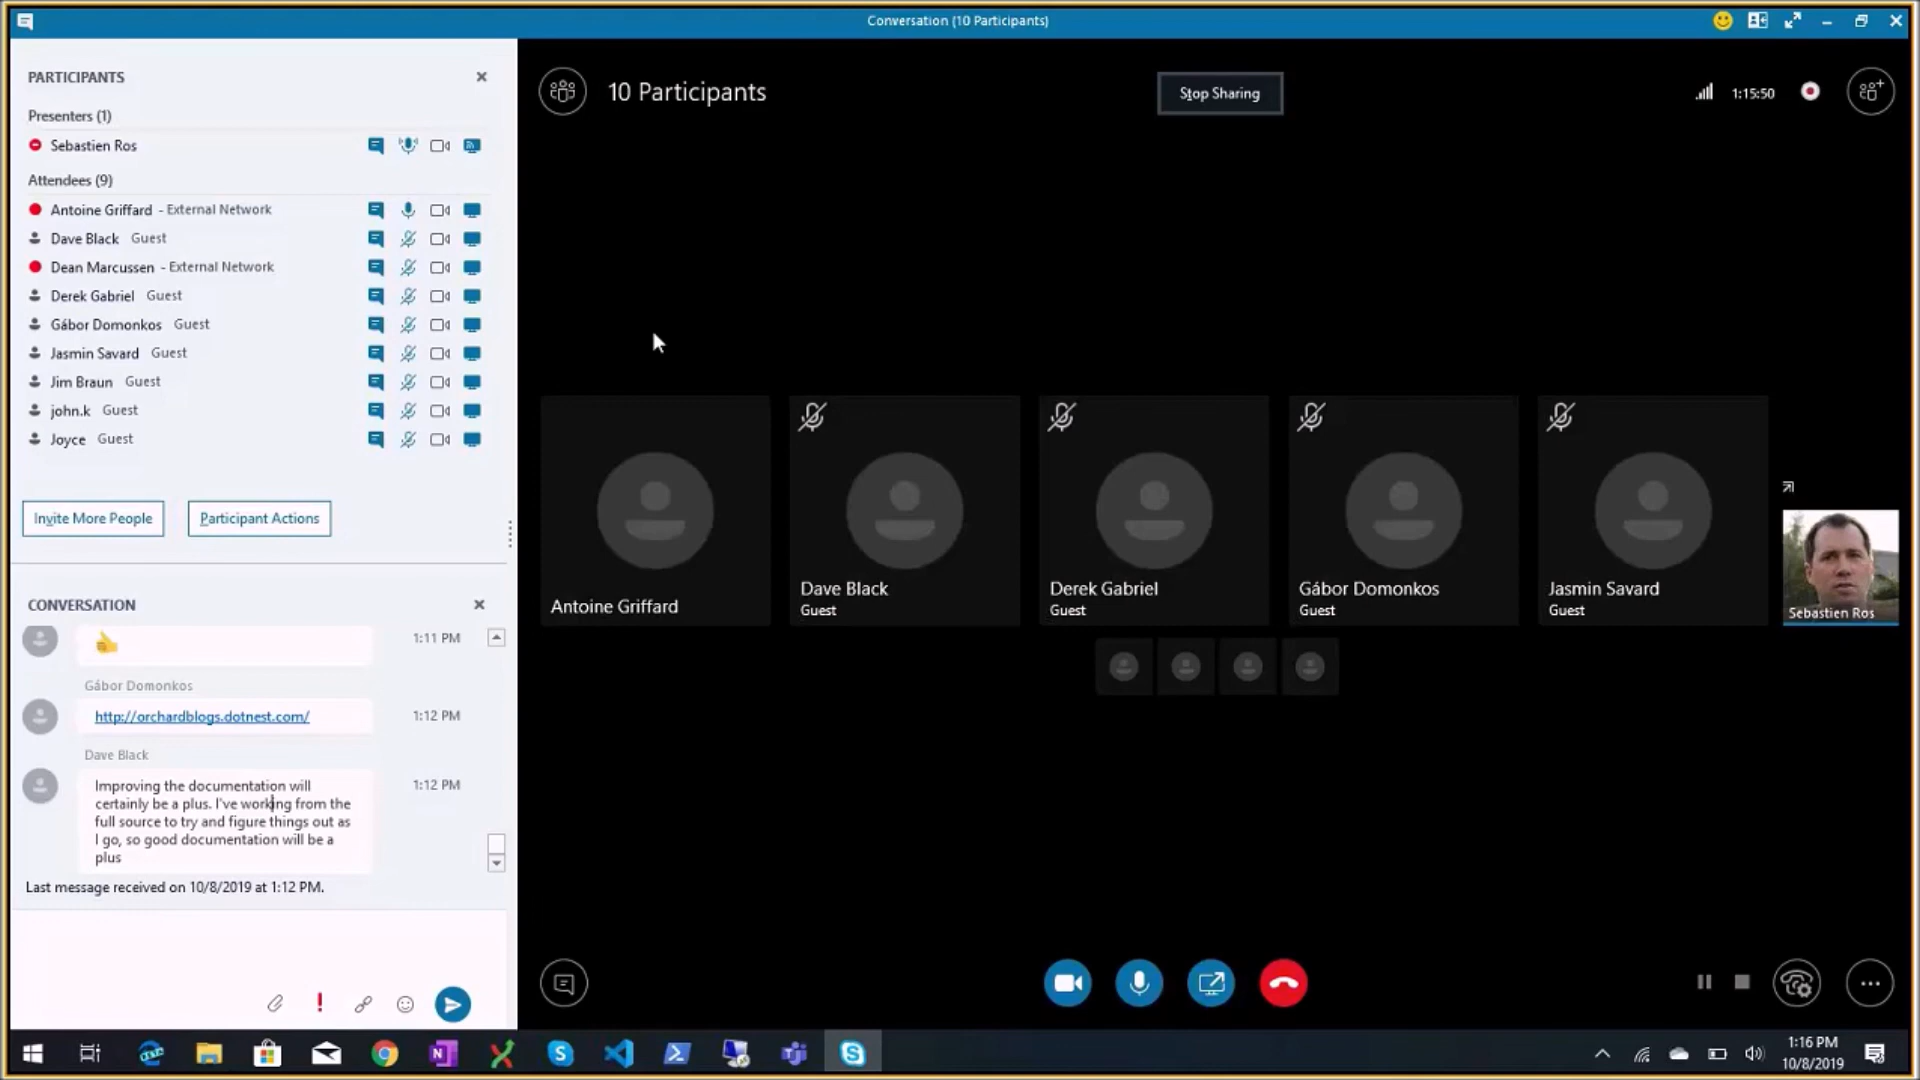 Conversation (10 Participants)
PARTICIPANTS
Presenters (1)
Sebastien Ros
Attendees (9)
Antoine Griffard - External Network
Dave Black Guest
Dean Marcussen - External Network
Derek Gabriel Guest
Gábor Domonkos Guest
Jasmin Savard Guest
Jim Braun Guest
john.k Guest
Joyce Guest
Invite More People
Participant Actions
CONVERSATION
1:11 PM
Gábor Domonkos
http://orchardblogs.dotnest.com/
1:12 PM
Dave Black
Improving the documentation will
1:12 PM
certainly be a plus. I've working from the
full source to try and figure things out as
I go, so good documentation will be a
plus
Last message received on 10/8/2019 at 1:12 PM.
10 Participants
Stop Sharing
1:15:50
Antoine Griffard
Dave Black
Guest
Derek Gabriel
Guest
Gábor Domonkos
Guest
Jasmin Savard
Guest
Sebastien Ros
1:16 PM
10/8/2019